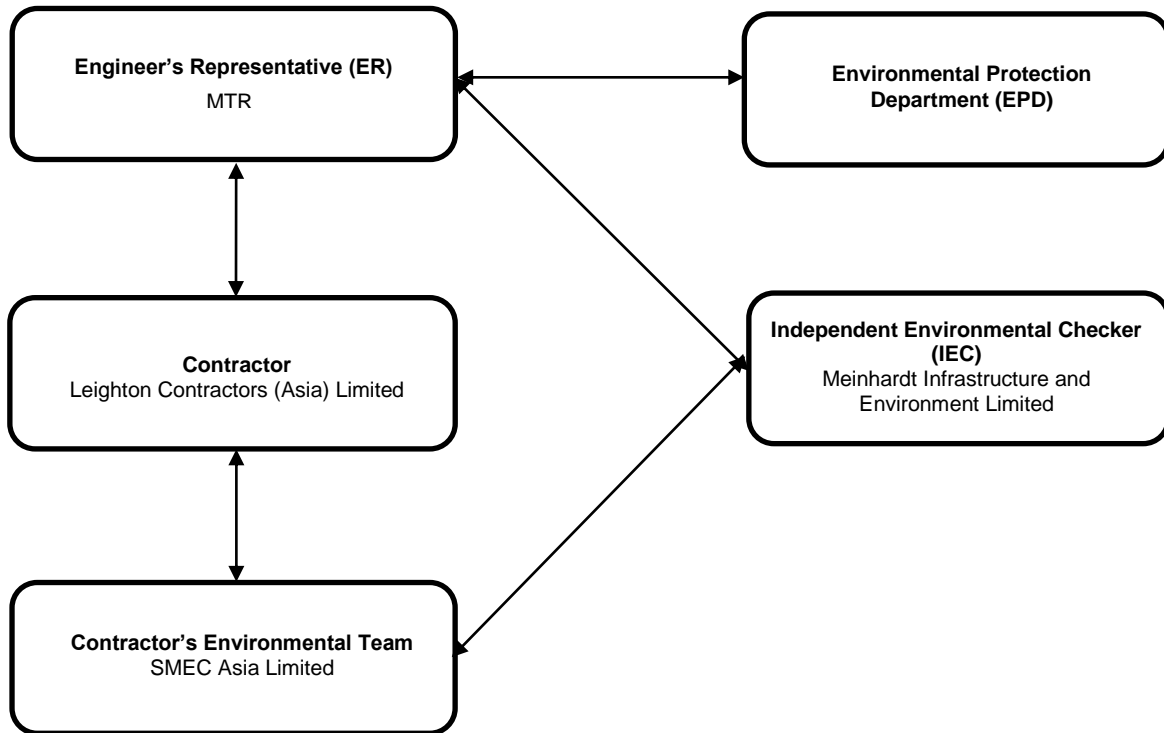 Engineer’s Representative (ER)
MTR
Environmental Protection
Department (EPD)
Contractor
Leighton Contractors (Asia) Limited
Independent Environmental Checker
(IEC)
Meinhardt Infrastructure and
Environment Limited
Contractor’s Environmental Team
SMEC Asia Limited